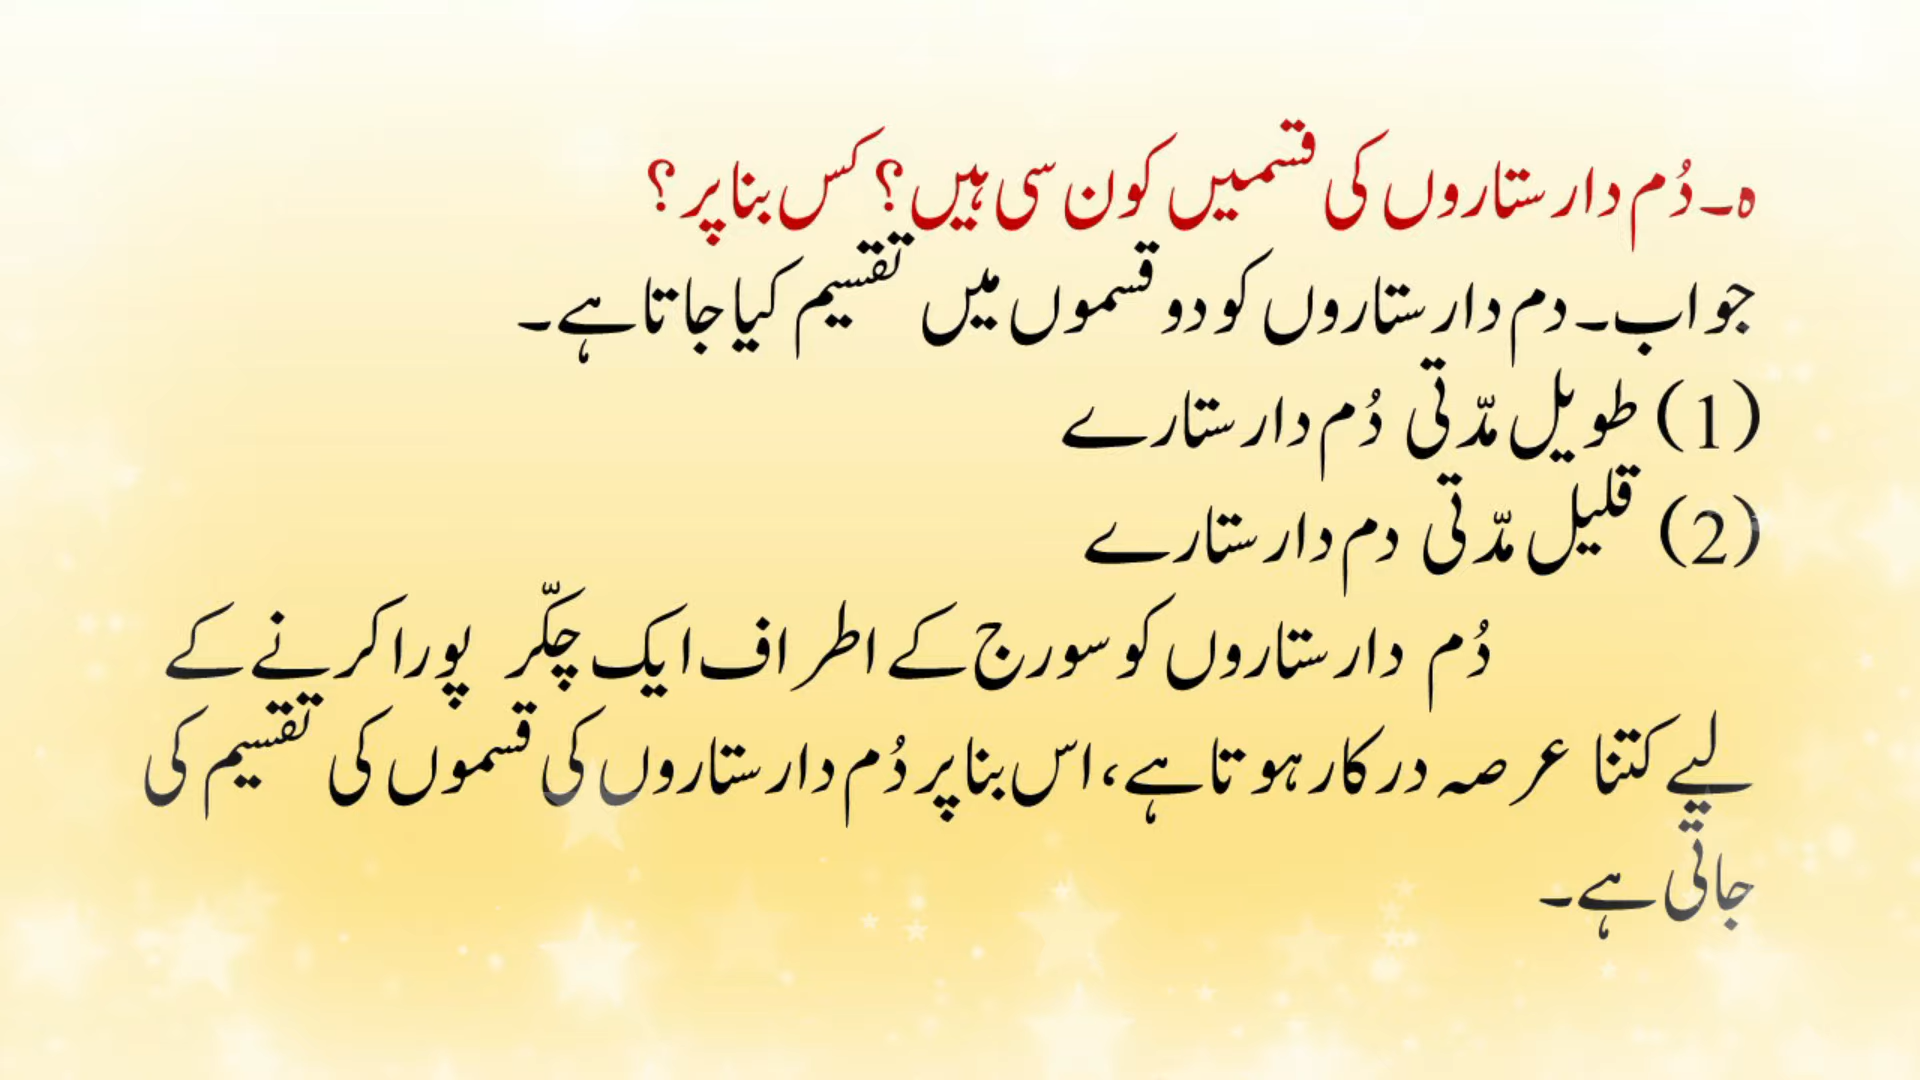 ہ۔ دُم دار ستاروں کی قسمیں کون سی ہیں؟ کس بنا پر؟
جواب۔ دم دار ستاروں کو دو قسموں میں تقسیم کیا جاتا ہے۔
(1) طویل مدّتی دُم دار ستارے
(2) قلیل مدّتی دم دار ستارے
دُم دار ستاروں کو سورج کے اطراف ایک چکّر پورا کرنے کے
لیے کتنا عرصہ درکار ہوتا ہے، اس بنا پر دُم دار ستاروں کی قسموں کی تقسیم کی
جاتی ہے۔